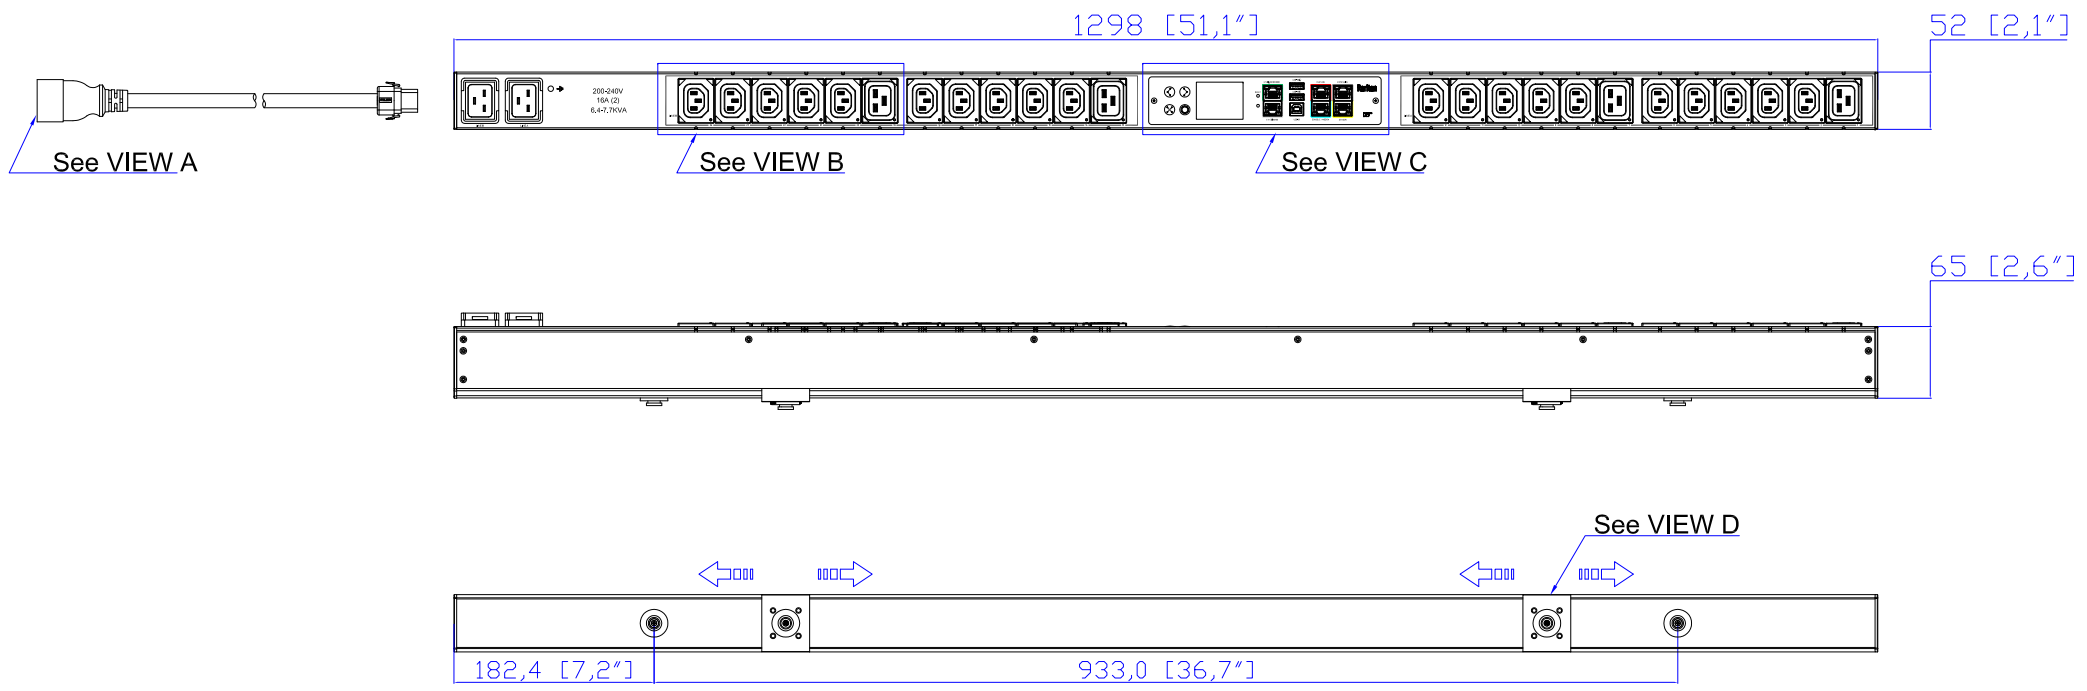 1298 [51,1"]
52 [2,1"]
200-240V
16A (2)
6.4-7.7KVA
See VIEW A
See VIEW B
See VIEW C
65 [2,6"]
See VIEW D
182,4 [7,2"]
933,0 [36,7"]